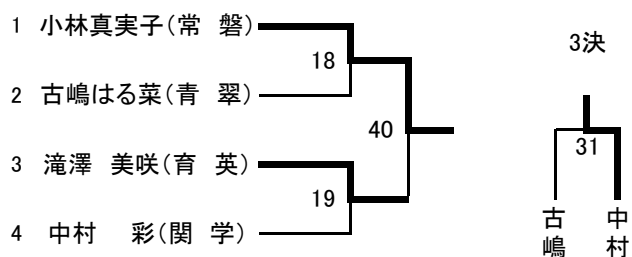 1 小林真実子(常 磐)
18
2 古嶋はる菜(青 翠)
40
3 滝澤 美咲(育 英)
19
4 中村 彩(関 学)
3決
31
古嶋
中村